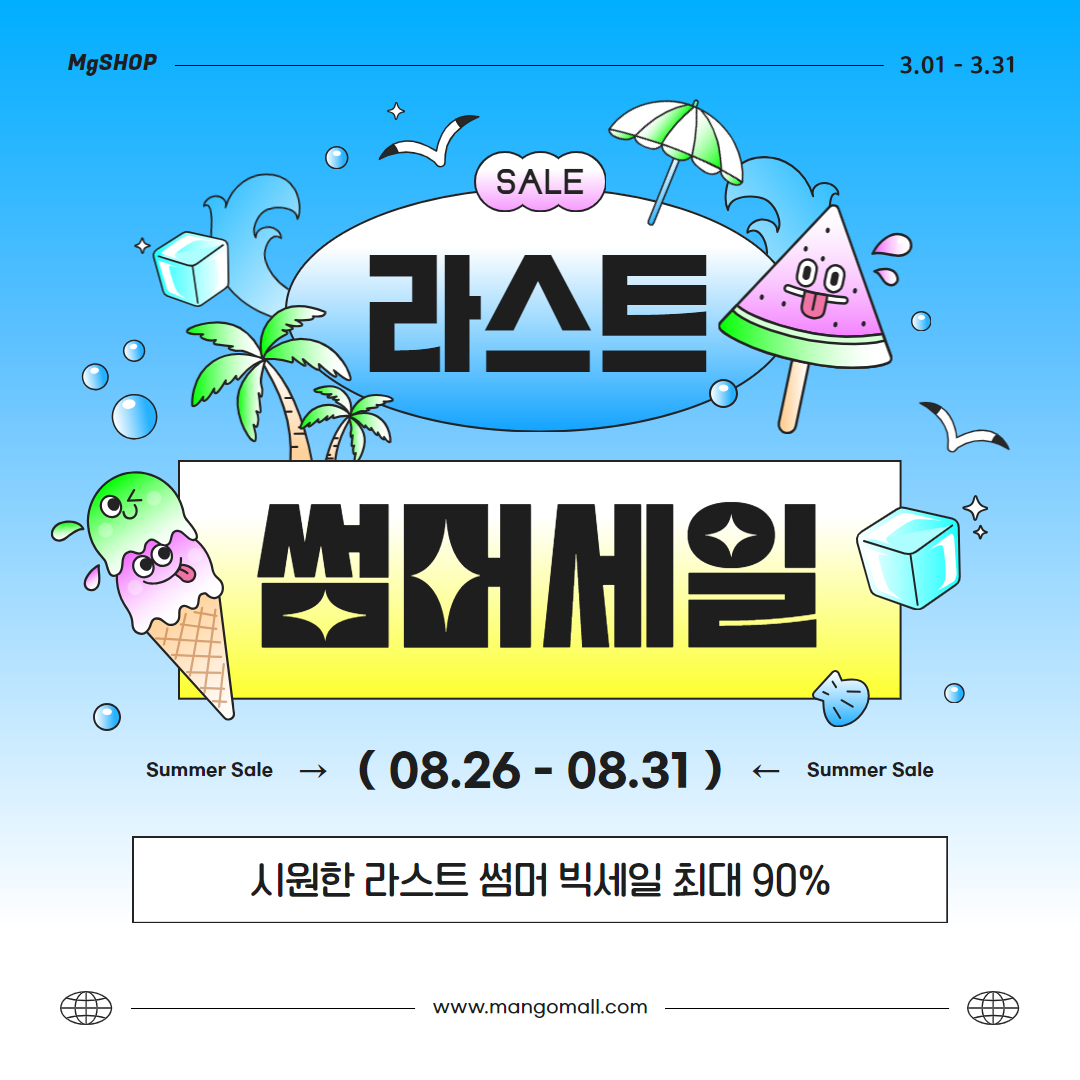 MgSHOP 3.01 - 3.31
SALE
라스트
썸머세일
Summer Sale → ( 08.26 - 08.31 ) ← Summer Sale
시원한 라스트 썸머 빅세일 최대 90%
www.mangomall.com